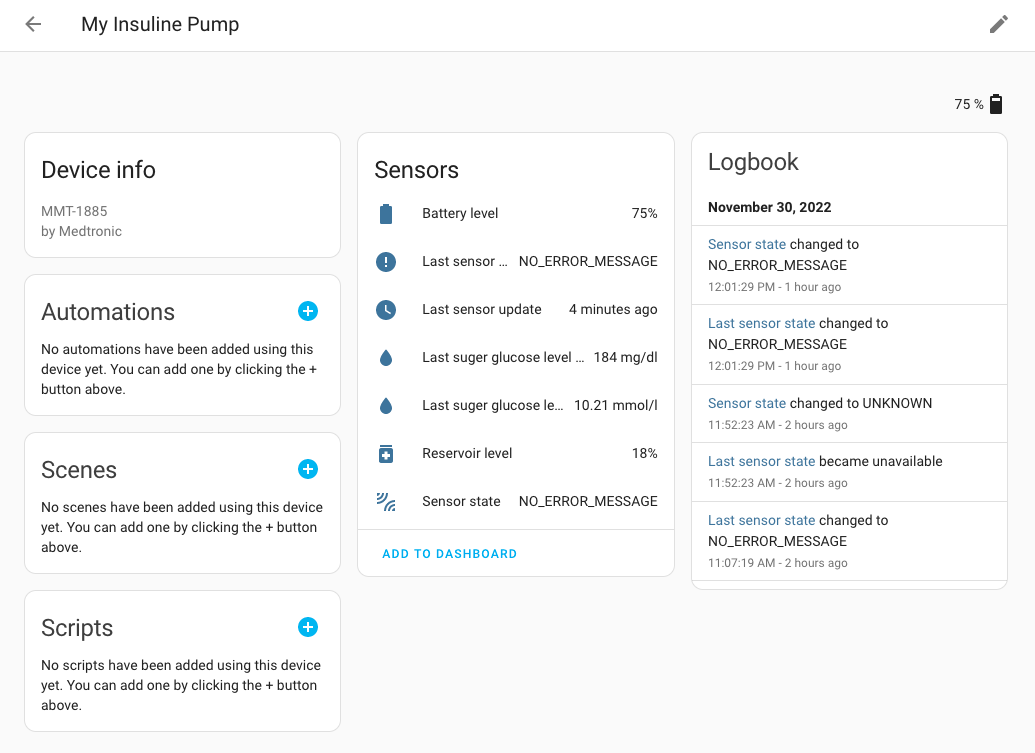 My Insuline Pump
75 %
Device info
MMT-1885
by Medtronic
Automations
No automations have been added using this
device yet. You can add one by clicking the +
button above.
Scenes
No scenes have been added using this device
yet. You can add one by clicking the + button
above.
Scripts
No scripts have been added using this device
yet. You can add one by clicking the + button
above.
Sensors
Battery level 75%
Last sensor ... NO_ERROR_MESSAGE
Last sensor update 4 minutes ago
Last suger glucose level ... 184 mg/dl
Last suger glucose le... 10.21 mmol/l
Reservoir level 18%
Sensor state NO_ERROR_MESSAGE
ADD TO DASHBOARD
Logbook
November 30, 2022
Sensor state changed to
NO_ERROR_MESSAGE
12:01:29 PM - 1 hour ago
Last sensor state changed to
NO_ERROR_MESSAGE
12:01:29 PM - 1 hour ago
Sensor state changed to UNKNOWN
11:52:23 AM - 2 hours ago
Last sensor state became unavailable
11:52:23 AM - 2 hours ago
Last sensor state changed to
NO_ERROR_MESSAGE
11:07:19 AM - 2 hours ago